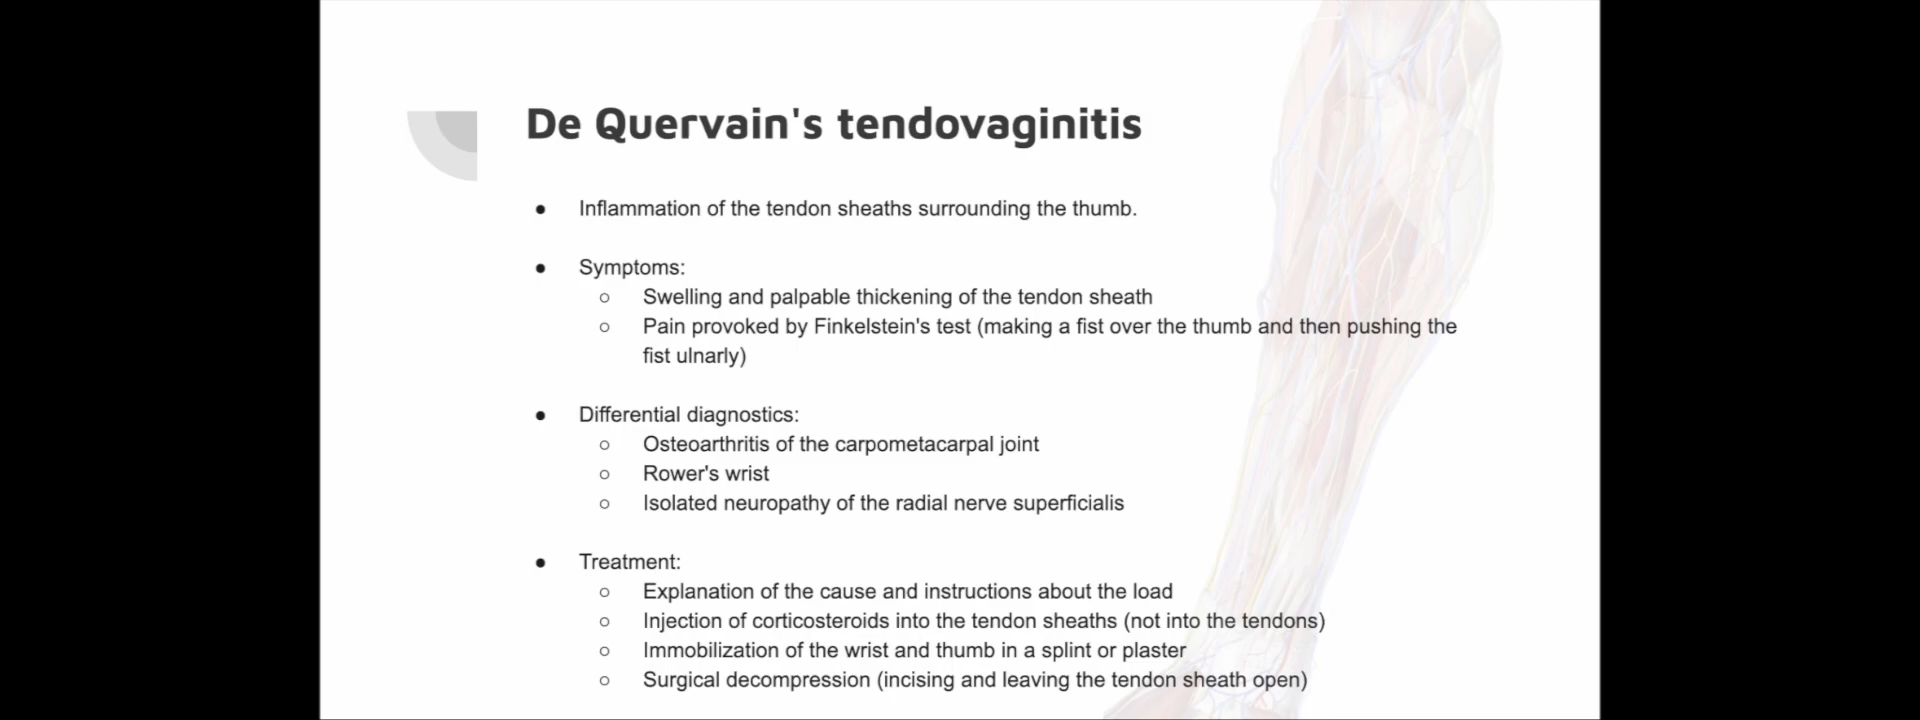 De Quervain's tendovaginitis
● Inflammation of the tendon sheaths surrounding the thumb.
● Symptoms:
○ Swelling and palpable thickening of the tendon sheath
○ Pain provoked by Finkelstein's test (making a fist over the thumb and then pushing the
fist ulnarly)
● Differential diagnostics:
○ Osteoarthritis of the carpometacarpal joint
○ Rower's wrist
○ Isolated neuropathy of the radial nerve superficialis
● Treatment:
○ Explanation of the cause and instructions about the load
○ Injection of corticosteroids into the tendon sheaths (not into the tendons)
○ Immobilization of the wrist and thumb in a splint or plaster
○ Surgical decompression (incising and leaving the tendon sheath open)